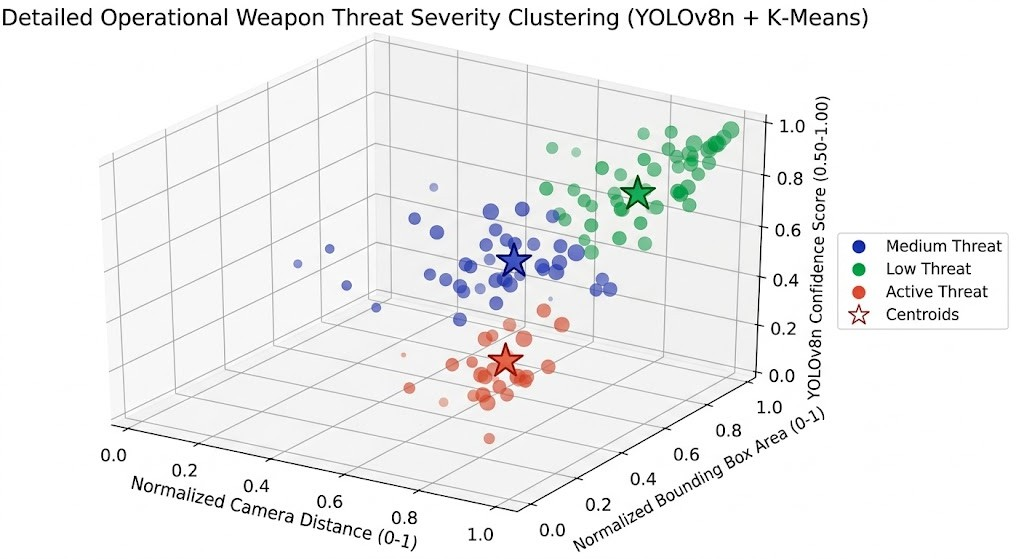 Detailed Operational Weapon Threat Severity Clustering (YOLOv8n + K-Means)
1.0
0.8
0.6
0.4
0.2
0.0
YOLOv8n Confidence Score (0.50-1.00)
Medium Threat
Low Threat
Active Threat
Centroids
0.0
0.2
0.4
0.6
0.8
1.0
Normalized Camera Distance (0-1)
0.0
0.2
0.4
0.6
0.8
1.0
Normalized Bounding Box Area (0-1)